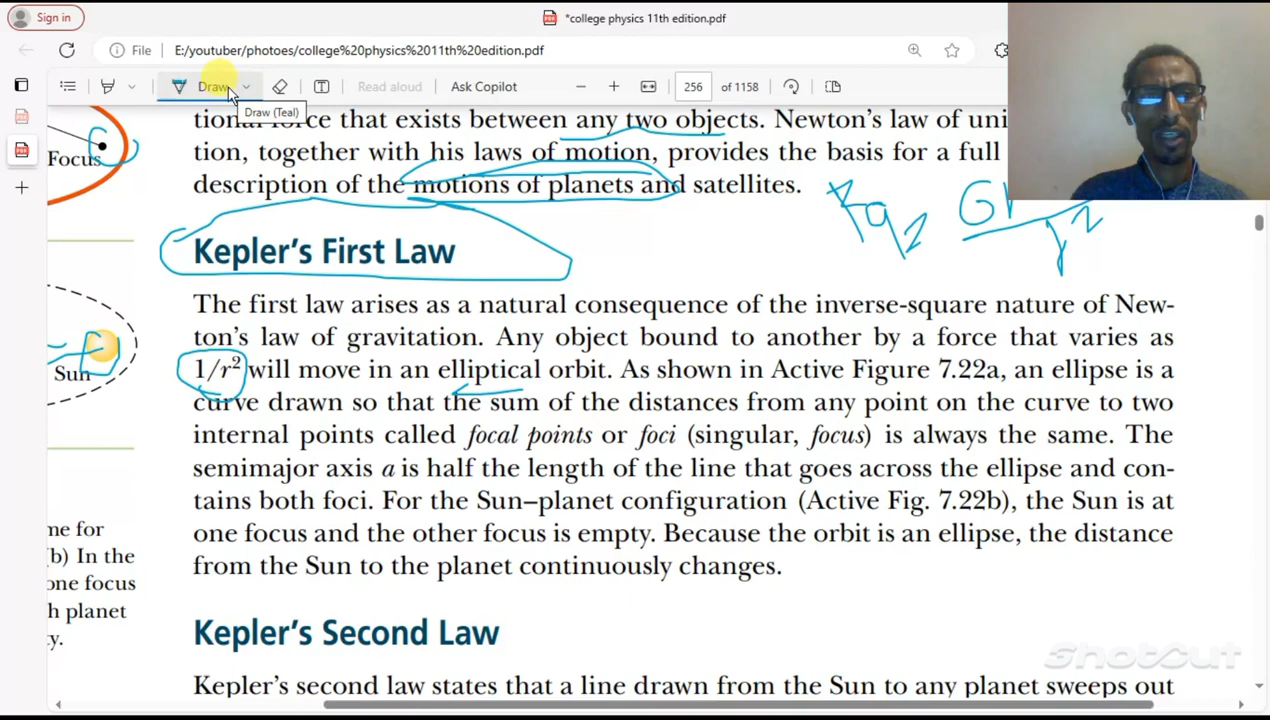 Sign in
*college physics 11th edition.pdf
File
E:/youtuber/photoes/college%20physics%2011th%20edition.pdf
Draw
Read aloud
Ask Copilot
256
of 1158
Draw (Teal)
tional force that exists between any two objects. Newton's law of uni
tion, together with his laws of motion, provides the basis for a full
description of the motions of planets and satellites.
Focus
Kepler's First Law
The first law arises as a natural consequence of the inverse-square nature of New-
ton's law of gravitation. Any object bound to another by a force that varies as
1/r² will move in an elliptical orbit. As shown in Active Figure 7.22a, an ellipse is a
curve drawn so that the sum of the distances from any point on the curve to two
internal points called focal points or foci (singular, focus) is always the same. The
semimajor axis a is half the length of the line that goes across the ellipse and con-
tains both foci. For the Sun–planet configuration (Active Fig. 7.22b), the Sun is at
one focus and the other focus is empty. Because the orbit is an ellipse, the distance
from the Sun to the planet continuously changes.
Sun
me for
(b) In the
one focus
h planet
ty.
Kepler's Second Law
Kepler's second law states that a line drawn from the Sun to any planet sweeps out
Shotcut